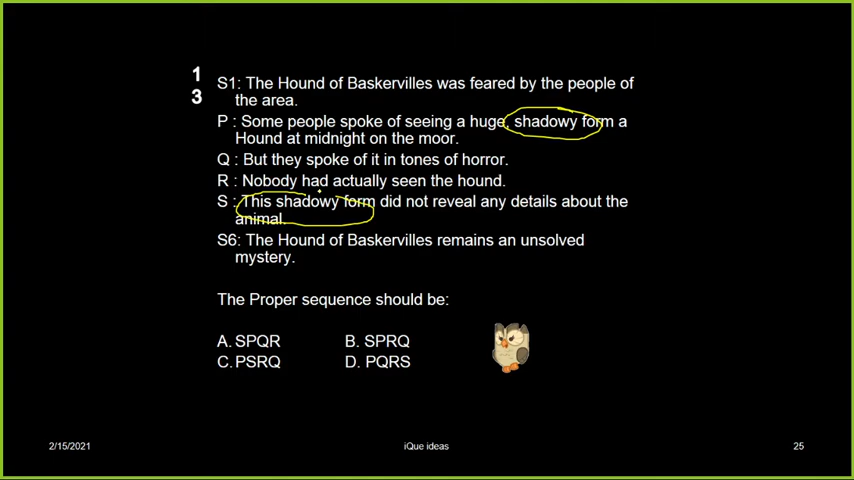 1
3
S1: The Hound of Baskervilles was feared by the people of
the area.
P : Some people spoke of seeing a huge, shadowy form a
Hound at midnight on the moor.
Q : But they spoke of it in tones of horror.
R : Nobody had actually seen the hound.
S : This shadowy form did not reveal any details about the
animal.
S6: The Hound of Baskervilles remains an unsolved
mystery.
The Proper sequence should be:
A. SPQR B. SPRQ
C. PSRQ D. PQRS
2/15/2021 iQue ideas 25